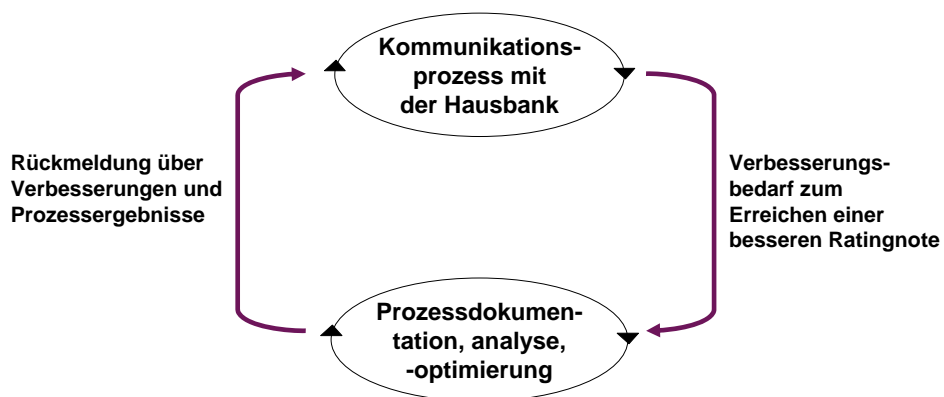 Kommunikations-
prozess mit
der Hausbank
Rückmeldung über
Verbesserungen und
Prozessergebnisse
Verbesserungs-
bedarf zum
Erreichen einer
besseren Ratingnote
Prozessdokumen-
tation, analyse,
-optimierung